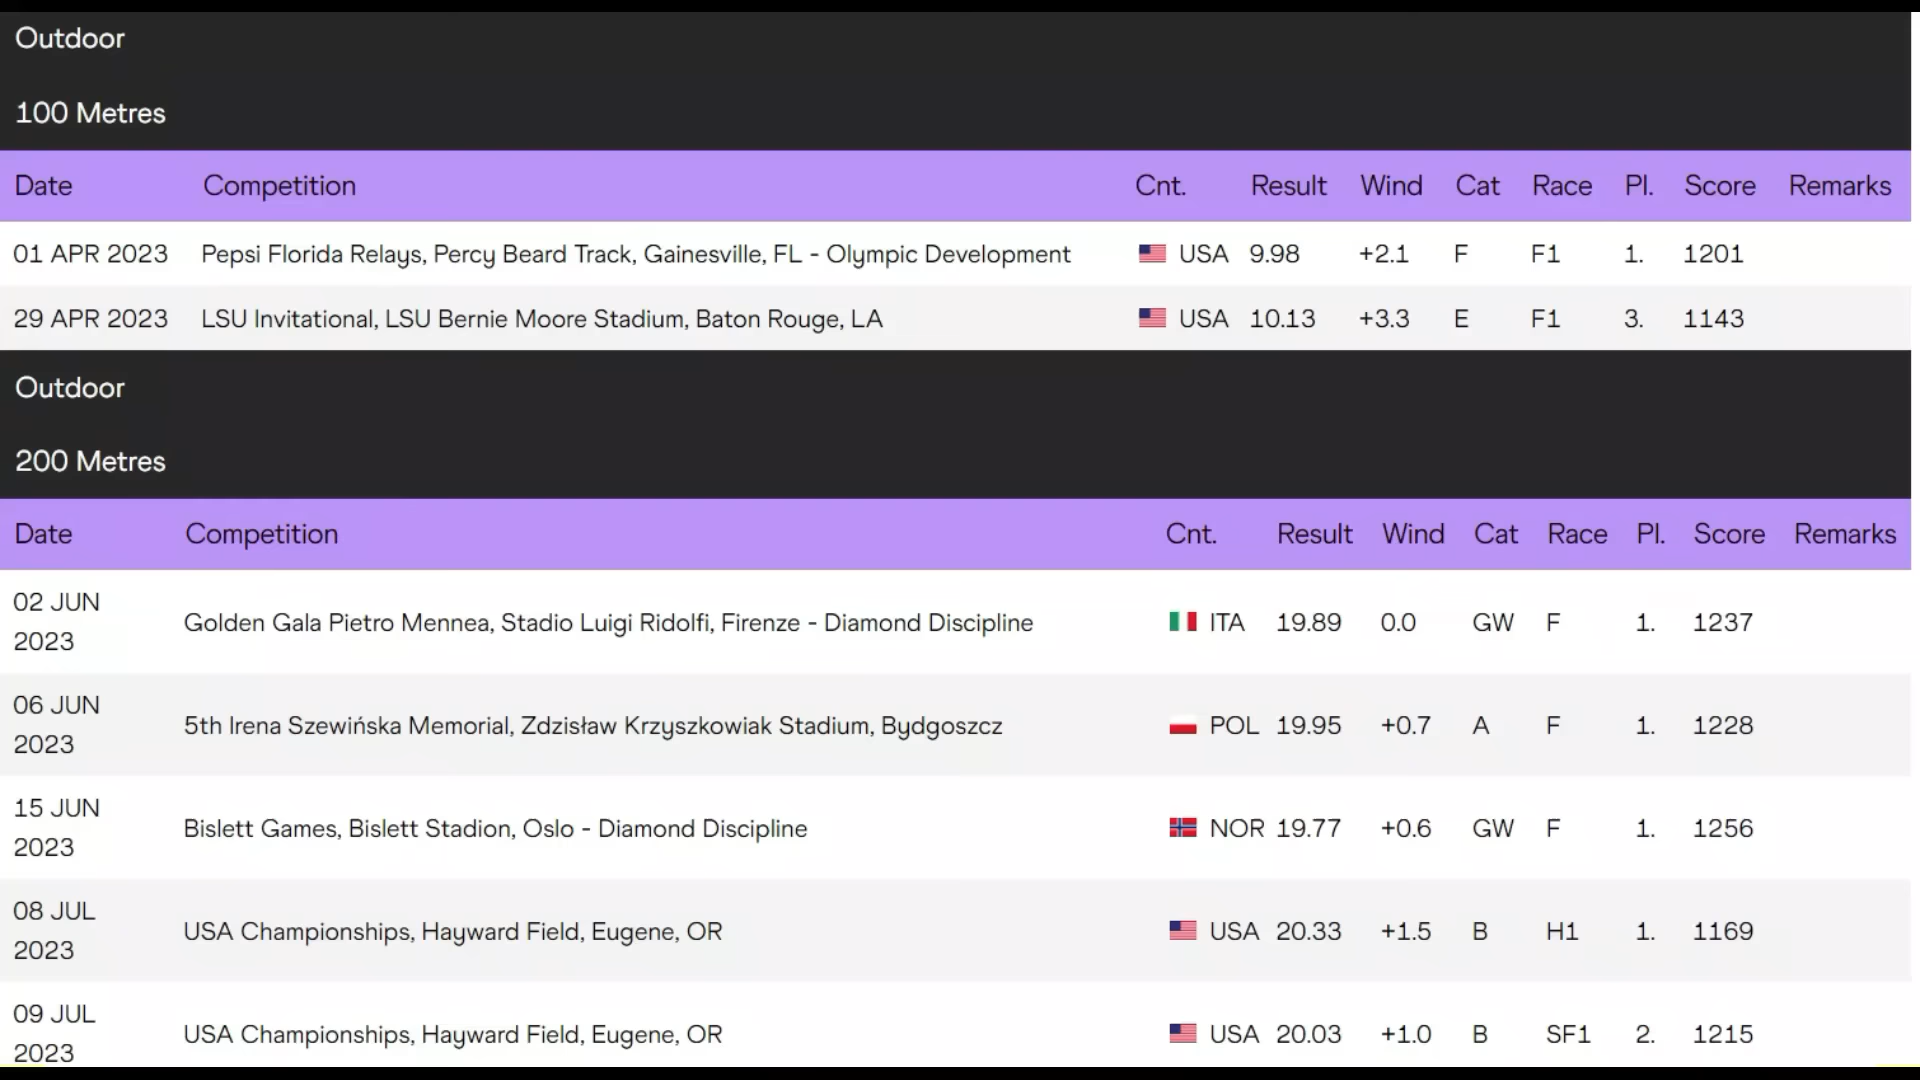 Outdoor
100 Metres
Date Competition Cnt. Result Wind Cat Race Pl. Score Remarks
01 APR 2023 Pepsi Florida Relays, Percy Beard Track, Gainesville, FL - Olympic Development USA 9.98 +2.1 F F1 1. 1201
29 APR 2023 LSU Invitational, LSU Bernie Moore Stadium, Baton Rouge, LA USA 10.13 +3.3 E F1 3. 1143
Outdoor
200 Metres
Date Competition Cnt. Result Wind Cat Race Pl. Score Remarks
02 JUN
2023
Golden Gala Pietro Mennea, Stadio Luigi Ridolfi, Firenze - Diamond Discipline ITA 19.89 0.0 GW F 1. 1237
06 JUN
2023
5th Irena Szewińska Memorial, Zdzisław Krzyszkowiak Stadium, Bydgoszcz POL 19.95 +0.7 A F 1. 1228
15 JUN
2023
Bislett Games, Bislett Stadion, Oslo - Diamond Discipline NOR 19.77 +0.6 GW F 1. 1256
08 JUL
2023
USA Championships, Hayward Field, Eugene, OR USA 20.33 +1.5 B H1 1. 1169
09 JUL
2023
USA Championships, Hayward Field, Eugene, OR USA 20.03 +1.0 B SF1 2. 1215